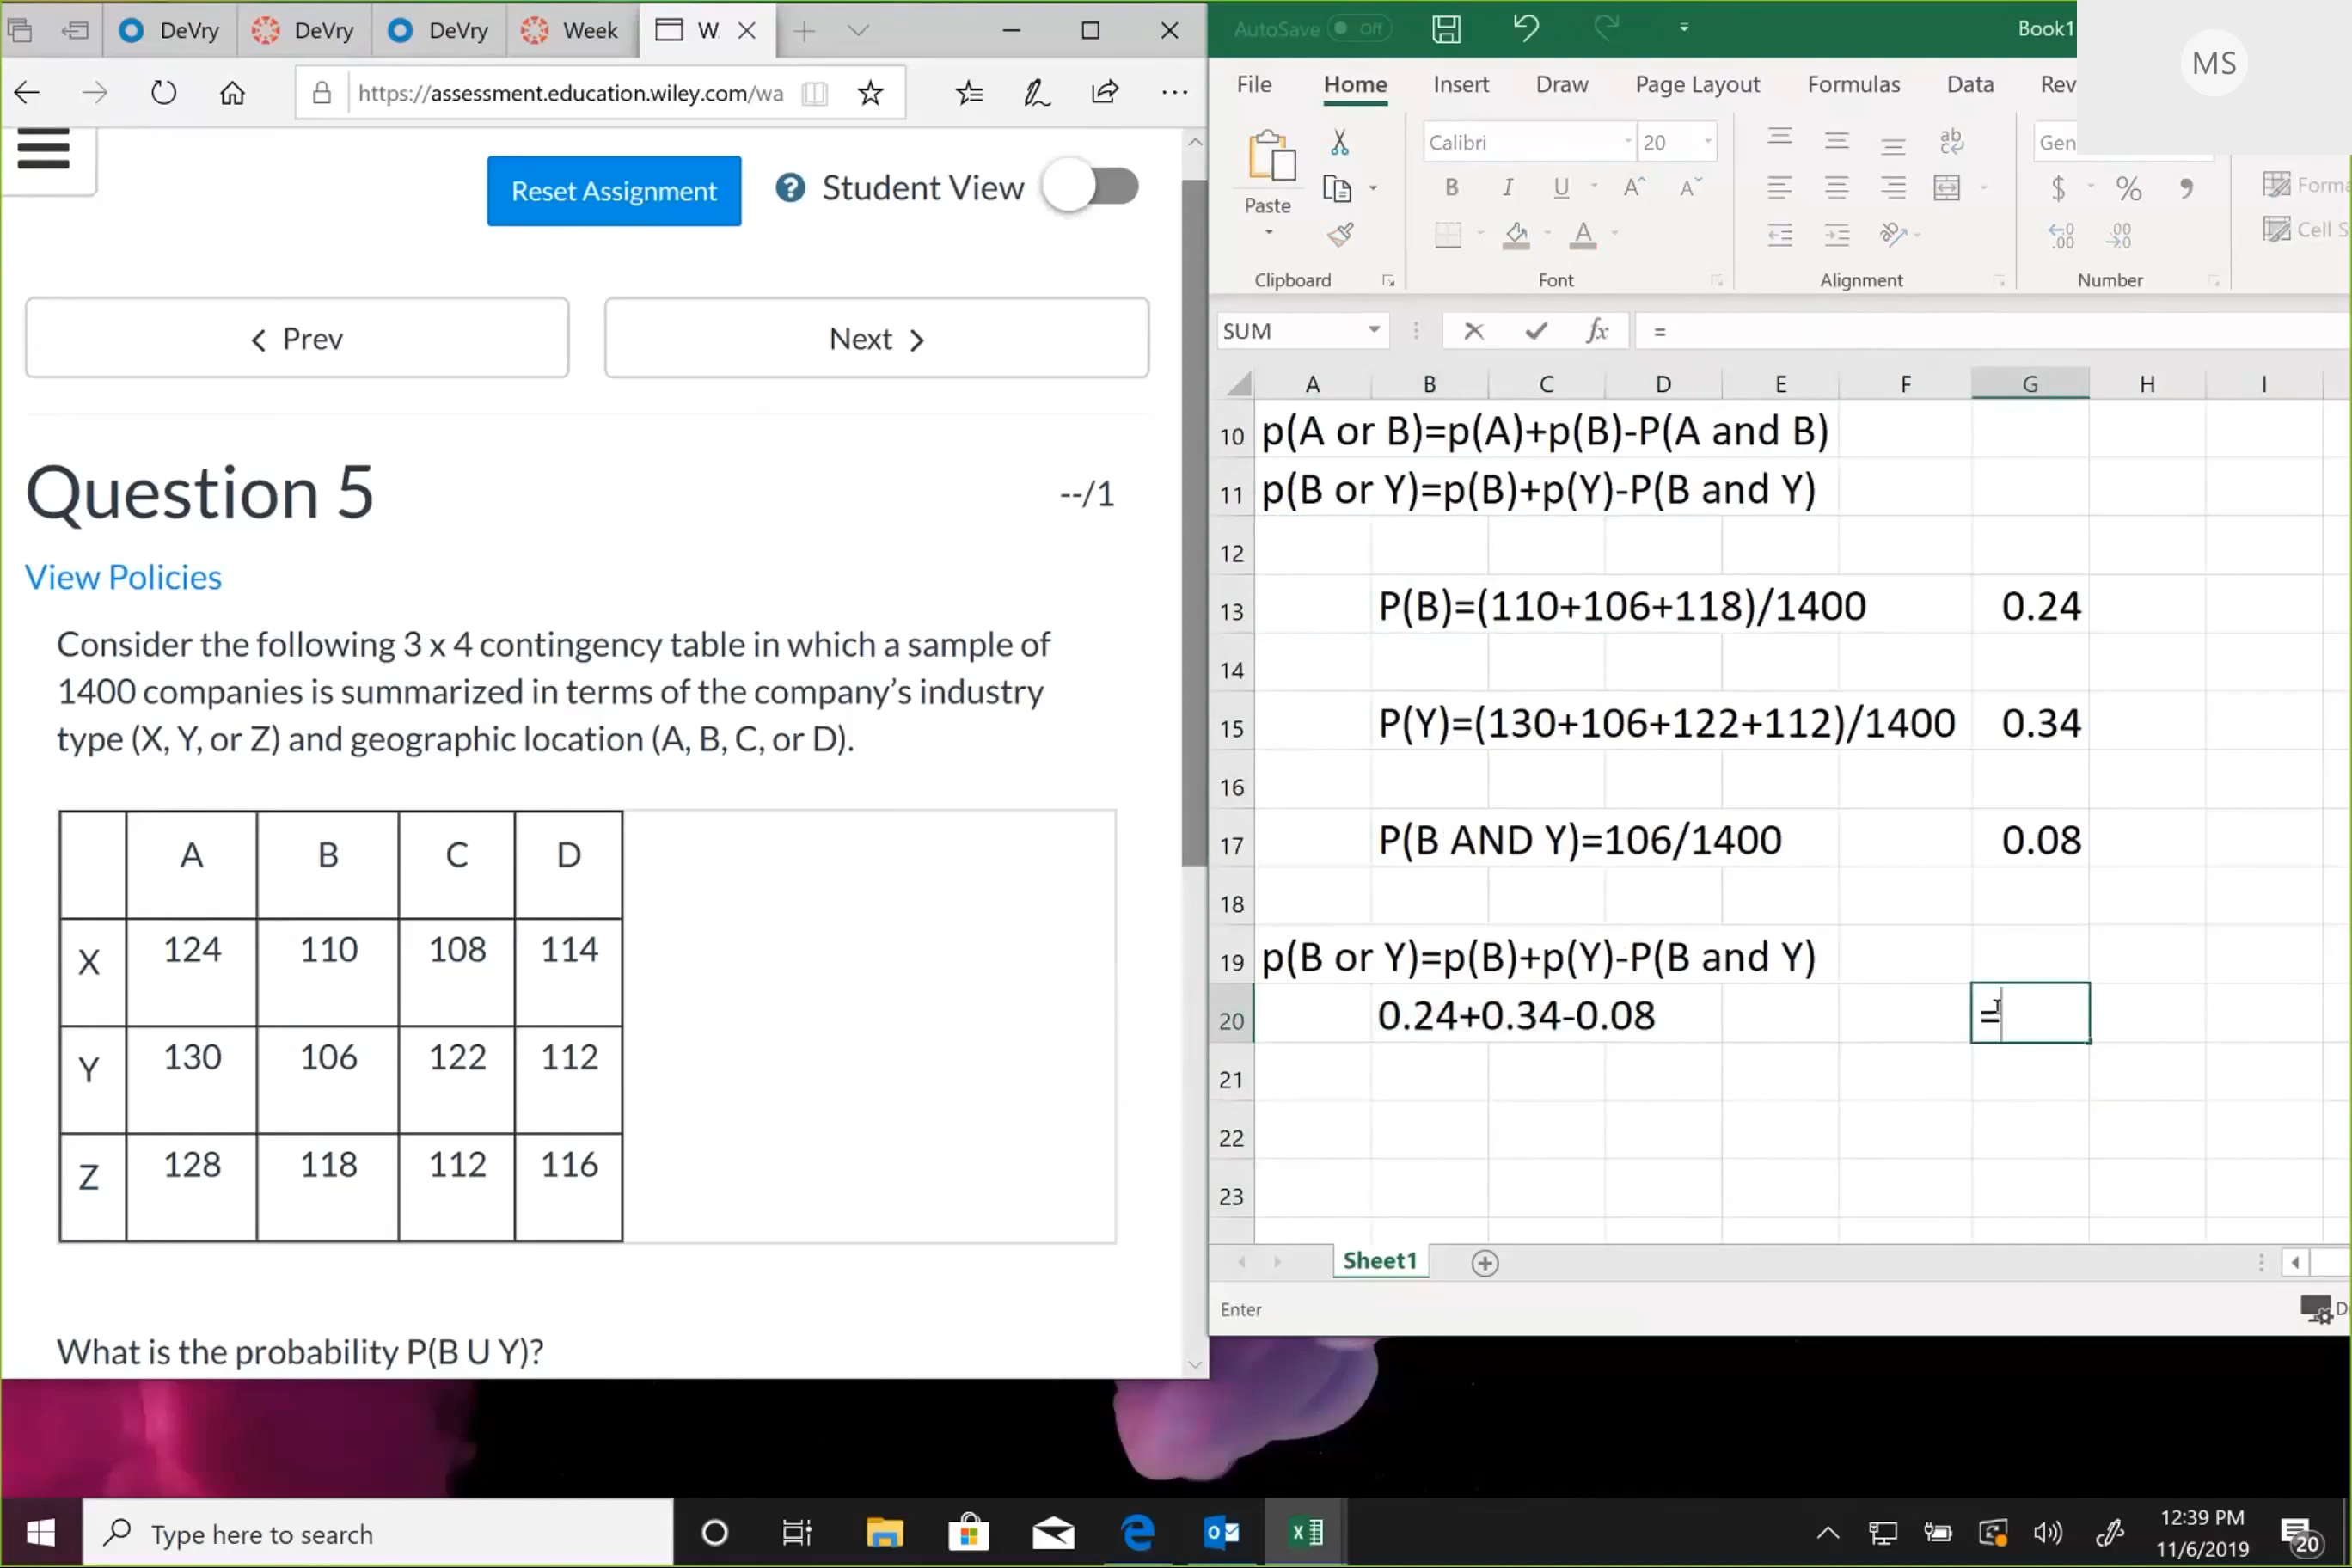 DeVry
DeVry
DeVry
Week
W
https://assessment.education.wiley.com/wa
Reset Assignment
? Student View
< Prev
Next >
Question 5
--/1
View Policies
Consider the following 3 x 4 contingency table in which a sample of
1400 companies is summarized in terms of the company's industry
type (X, Y, or Z) and geographic location (A, B, C, or D).
A B C D
X 124 110 108 114
Y 130 106 122 112
Z 128 118 112 116
What is the probability P(B U Y)?
AutoSave Off
Book1
MS
File Home Insert Draw Page Layout Formulas Data Rev
Paste
Calibri 20
ab
Gen
B I U A A
$ % 9
Forma
A
.00 .00
Cell S
Clipboard Font Alignment Number
SUM fx =
A B C D E F G H I
10 p(A or B)=p(A)+p(B)-P(A and B)
11 p(B or Y)=p(B)+p(Y)-P(B and Y)
12
13 P(B)=(110+106+118)/1400 0.24
14
15 P(Y)=(130+106+122+112)/1400 0.34
16
17 P(B AND Y)=106/1400 0.08
18
19 p(B or Y)=p(B)+p(Y)-P(B and Y)
20 0.24+0.34-0.08 =
21
22
23
Sheet1
Enter
D
Type here to search
12:39 PM
11/6/2019
20